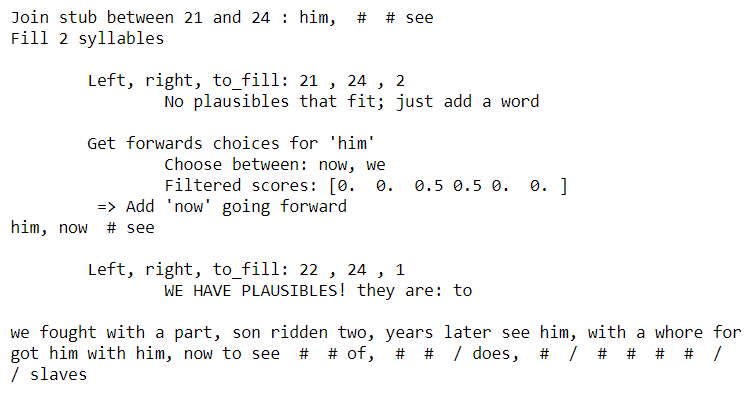 Join stub between 21 and 24 : him,  #  # see
Fill 2 syllables
Left, right, to_fill: 21 , 24 , 2
No plausibles that fit; just add a word
Get forwards choices for 'him'
Choose between: now, we
Filtered scores: [0.  0.  0.5 0.5 0.  0. ]
=> Add 'now' going forward
him, now  # see
Left, right, to_fill: 22 , 24 , 1
WE HAVE PLAUSIBLES! they are: to
we fought with a part, son ridden two, years later see him, with a whore for
got him with him, now to see  #  # of,  #  #  / does,  #  /  #  #  #  #  /
/ slaves